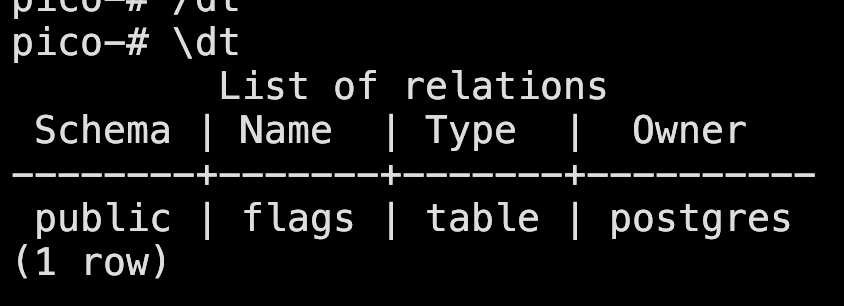 pico-# /dt
pico-# \dt
         List of relations
 Schema | Name  | Type  |  Owner
--------+-------+-------+----------
 public | flags | table | postgres
(1 row)